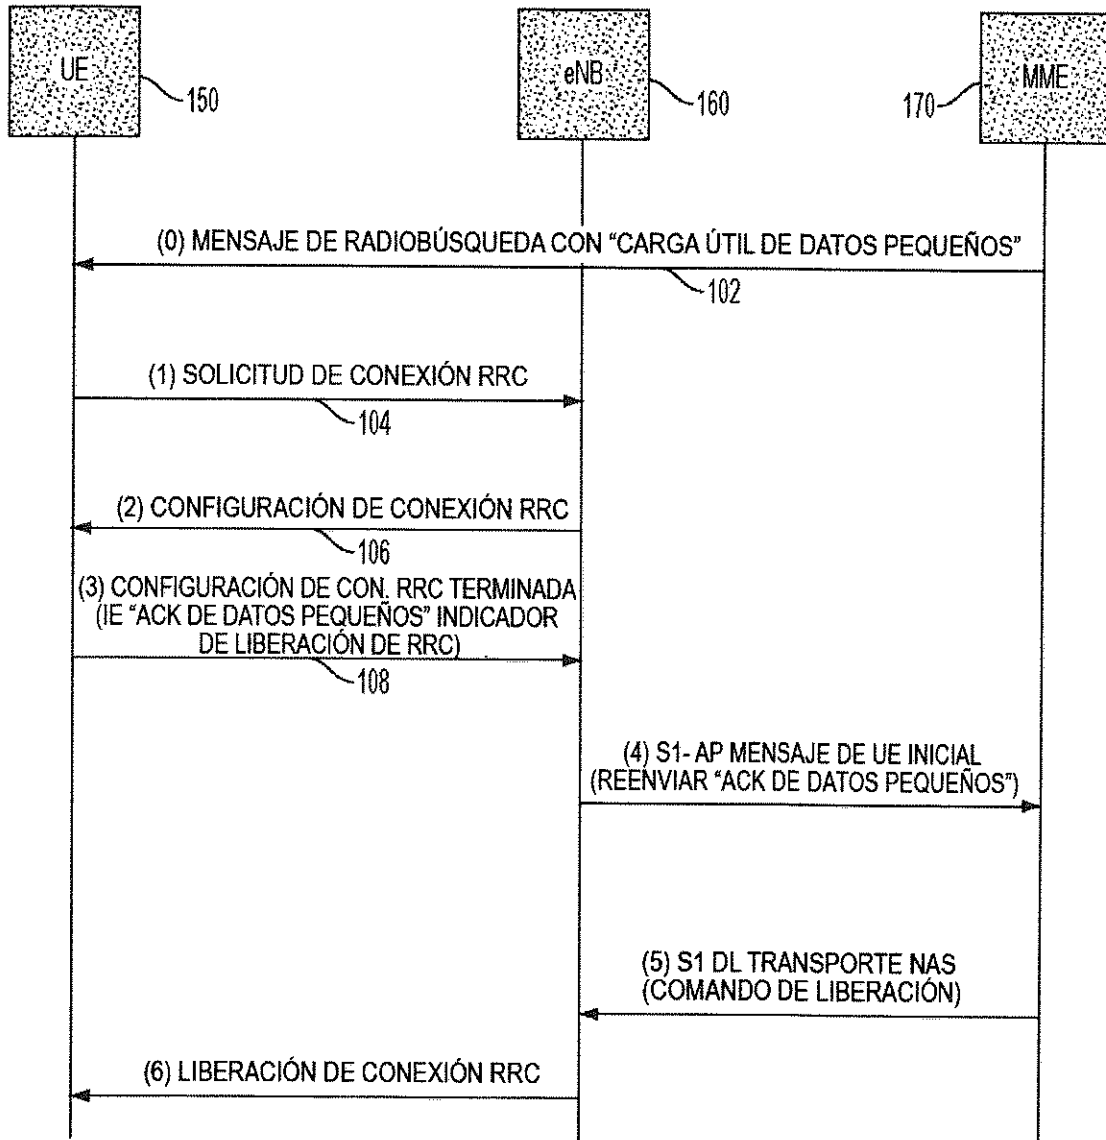 UE
150
eNB
160
170
MME
(0) MENSAJE DE RADIOBÚSQUEDA CON “CARGA ÚTIL DE DATOS PEQUEÑOS”
102
(1) SOLICITUD DE CONEXIÓN RRC
104
(2) CONFIGURACIÓN DE CONEXIÓN RRC
106
(3) CONFIGURACIÓN DE CON. RRC TERMINADA
(IE “ACK DE DATOS PEQUEÑOS” INDICADOR
DE LIBERACIÓN DE RRC)
108
(4) S1- AP MENSAJE DE UE INICIAL
(REENVIAR “ACK DE DATOS PEQUEÑOS”)
(5) S1 DL TRANSPORTE NAS
(COMANDO DE LIBERACIÓN)
(6) LIBERACIÓN DE CONEXIÓN RRC